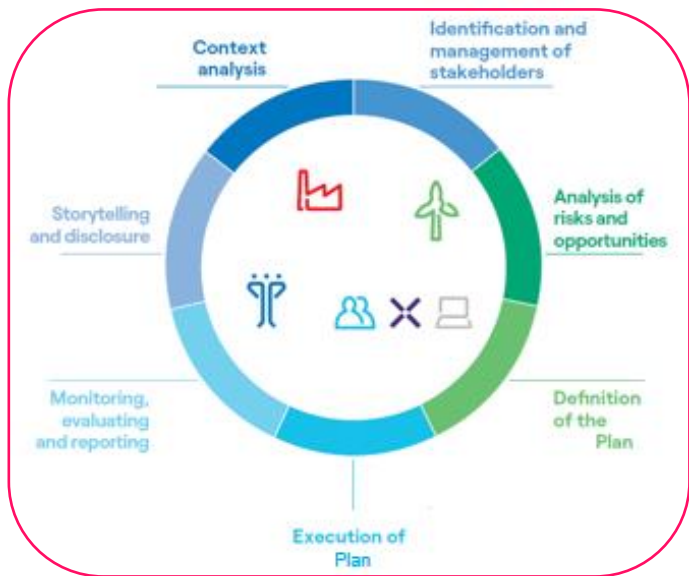 Context
analysis
Identification and
management of
stakeholders
Analysis of
risks and
opportunities
Definition
of the
Plan
Execution of
Plan
Monitoring,
evaluating
and reporting
Storytelling
and disclosure